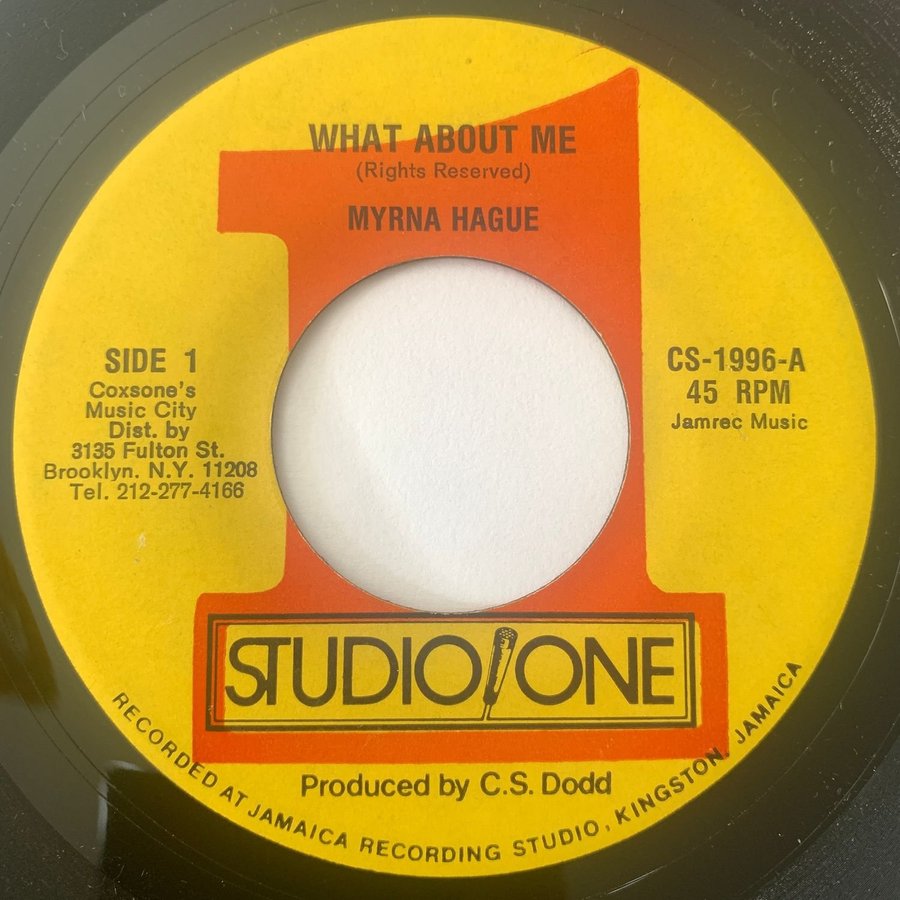 WHAT ABOUT ME
(Rights Reserved)
MYRNA HAGUE
SIDE 1
Coxsone's
Music City
Dist. by
3135 Fulton St.
Brooklyn. N.Y. 11208
Tel. 212-277-4166
CS-1996-A
45 RPM
Jamrec Music
1
STUDIO ONE
Produced by C.S. Dodd
RECORDED AT JAMAICA RECORDING STUDIO, KINGSTON, JAMAICA